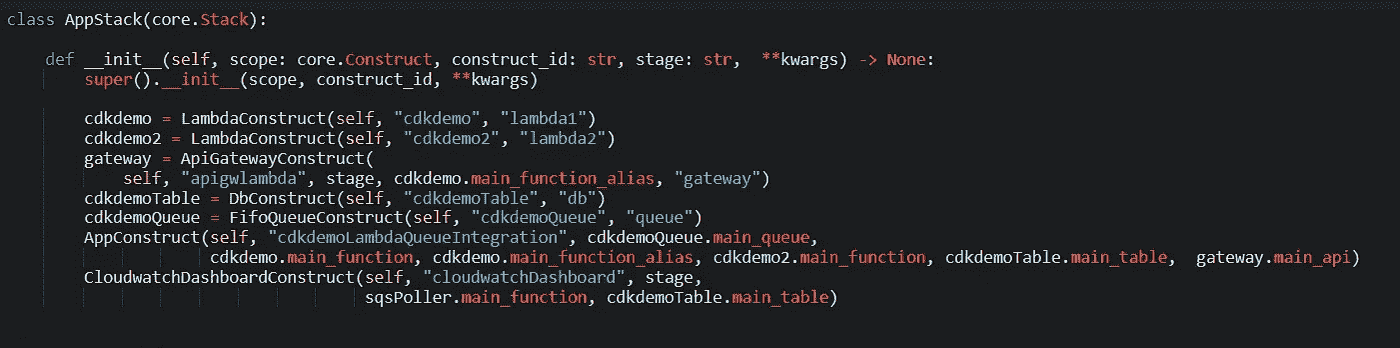 class AppStack(core.Stack):
def __init__(self, scope: core.Construct, construct_id: str, stage: str,  **kwargs) -> None:
super().__init__(scope, construct_id, **kwargs)
cdkdemo = LambdaConstruct(self, "cdkdemo", "lambda1")
cdkdemo2 = LambdaConstruct(self, "cdkdemo2", "lambda2")
gateway = ApiGatewayConstruct(
self, "apigwlambda", stage, cdkdemo.main_function_alias, "gateway")
cdkdemoTable = DbConstruct(self, "cdkdemoTable", "db")
cdkdemoQueue = FifoQueueConstruct(self, "cdkdemoQueue", "queue")
AppConstruct(self, "cdkdemoLambdaQueueIntegration", cdkdemoQueue.main_queue,
cdkdemo.main_function, cdkdemo.main_function_alias, cdkdemo2.main_function, cdkdemoTable.main_table,  gateway.main_api)
CloudwatchDashboardConstruct(self, "cloudwatchDashboard", stage,
sqsPoller.main_function, cdkdemoTable.main_table)